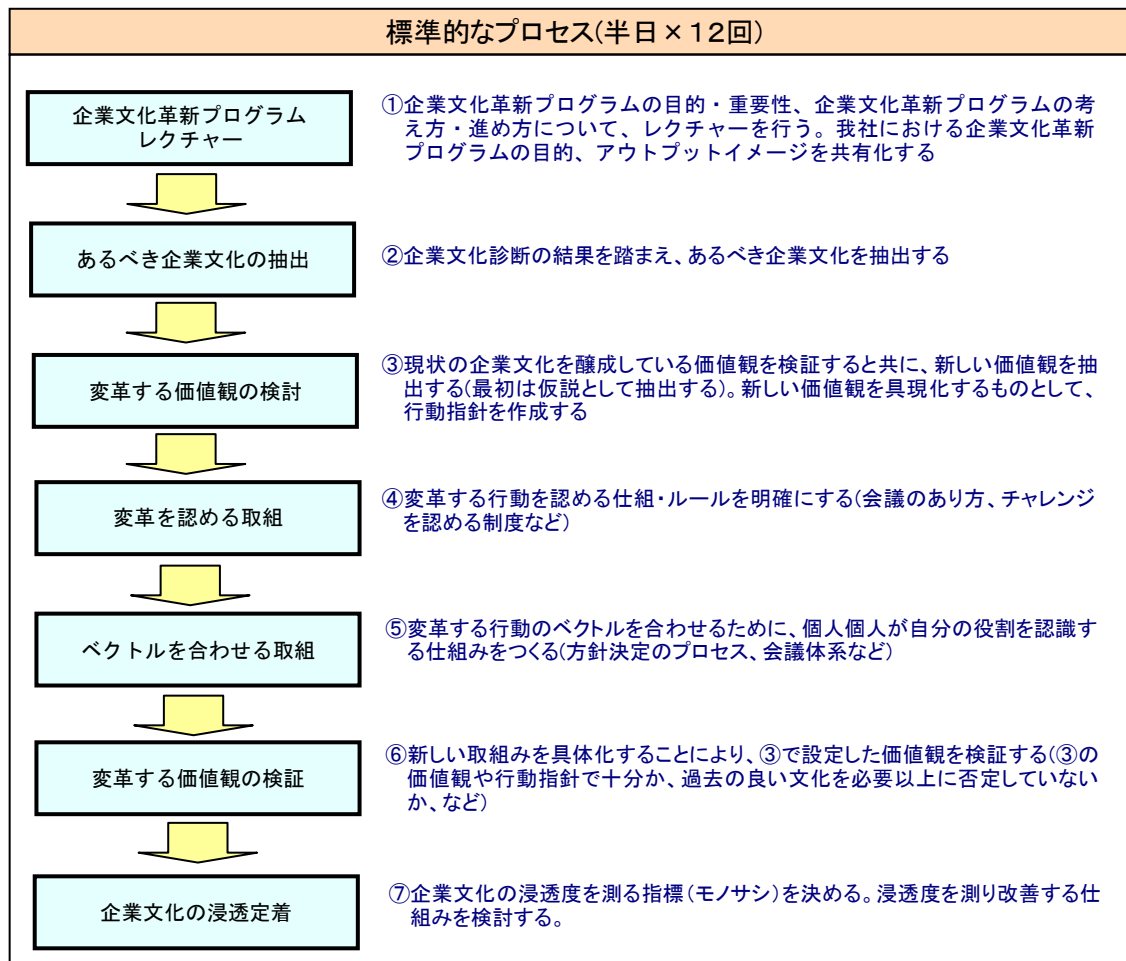 標準的なプロセス(半日×12回)
企業文化革新プログラム
レクチャー
①企業文化革新プログラムの目的・重要性、企業文化革新プログラムの考
え方・進め方について、レクチャーを行う。我社における企業文化革新
プログラムの目的、アウトプットイメージを共有化する
あるべき企業文化の抽出
②企業文化診断の結果を踏まえ、あるべき企業文化を抽出する
変革する価値観の検討
③現状の企業文化を醸成している価値観を検証すると共に、新しい価値観を抽
出する(最初は仮説として抽出する)。新しい価値観を具現化するものとして、
行動指針を作成する
変革を認める取組
④変革する行動を認める仕組・ルールを明確にする(会議のあり方、チャレンジ
を認める制度など)
ベクトルを合わせる取組
⑤変革する行動のベクトルを合わせるために、個人個人が自分の役割を認識す
る仕組みをつくる(方針決定のプロセス、会議体系など)
変革する価値観の検証
⑥新しい取組みを具体化することにより、③で設定した価値観を検証する(③の
価値観や行動指針で十分か、過去の良い文化を必要以上に否定していない
か、など)
企業文化の浸透定着
⑦企業文化の浸透度を測る指標(モノサシ)を決める。浸透度を測り改善する仕
組みを検討する。